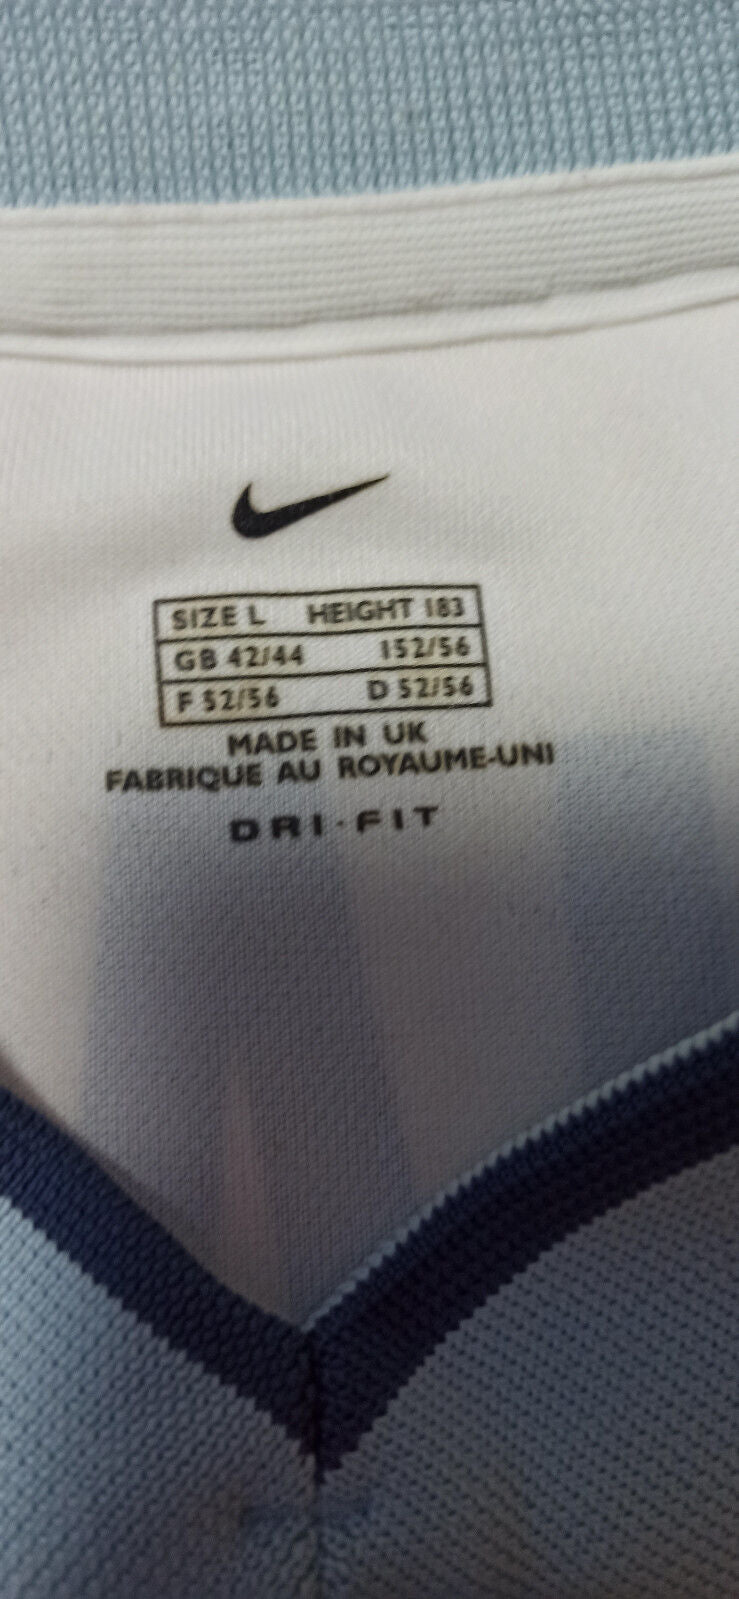 SIZE L HEIGHT 183
GB 42/44 152/56
F 52/56 D 52/56
MADE IN UK
FABRIQUE AU ROYAUME-UNI
DRI·FIT